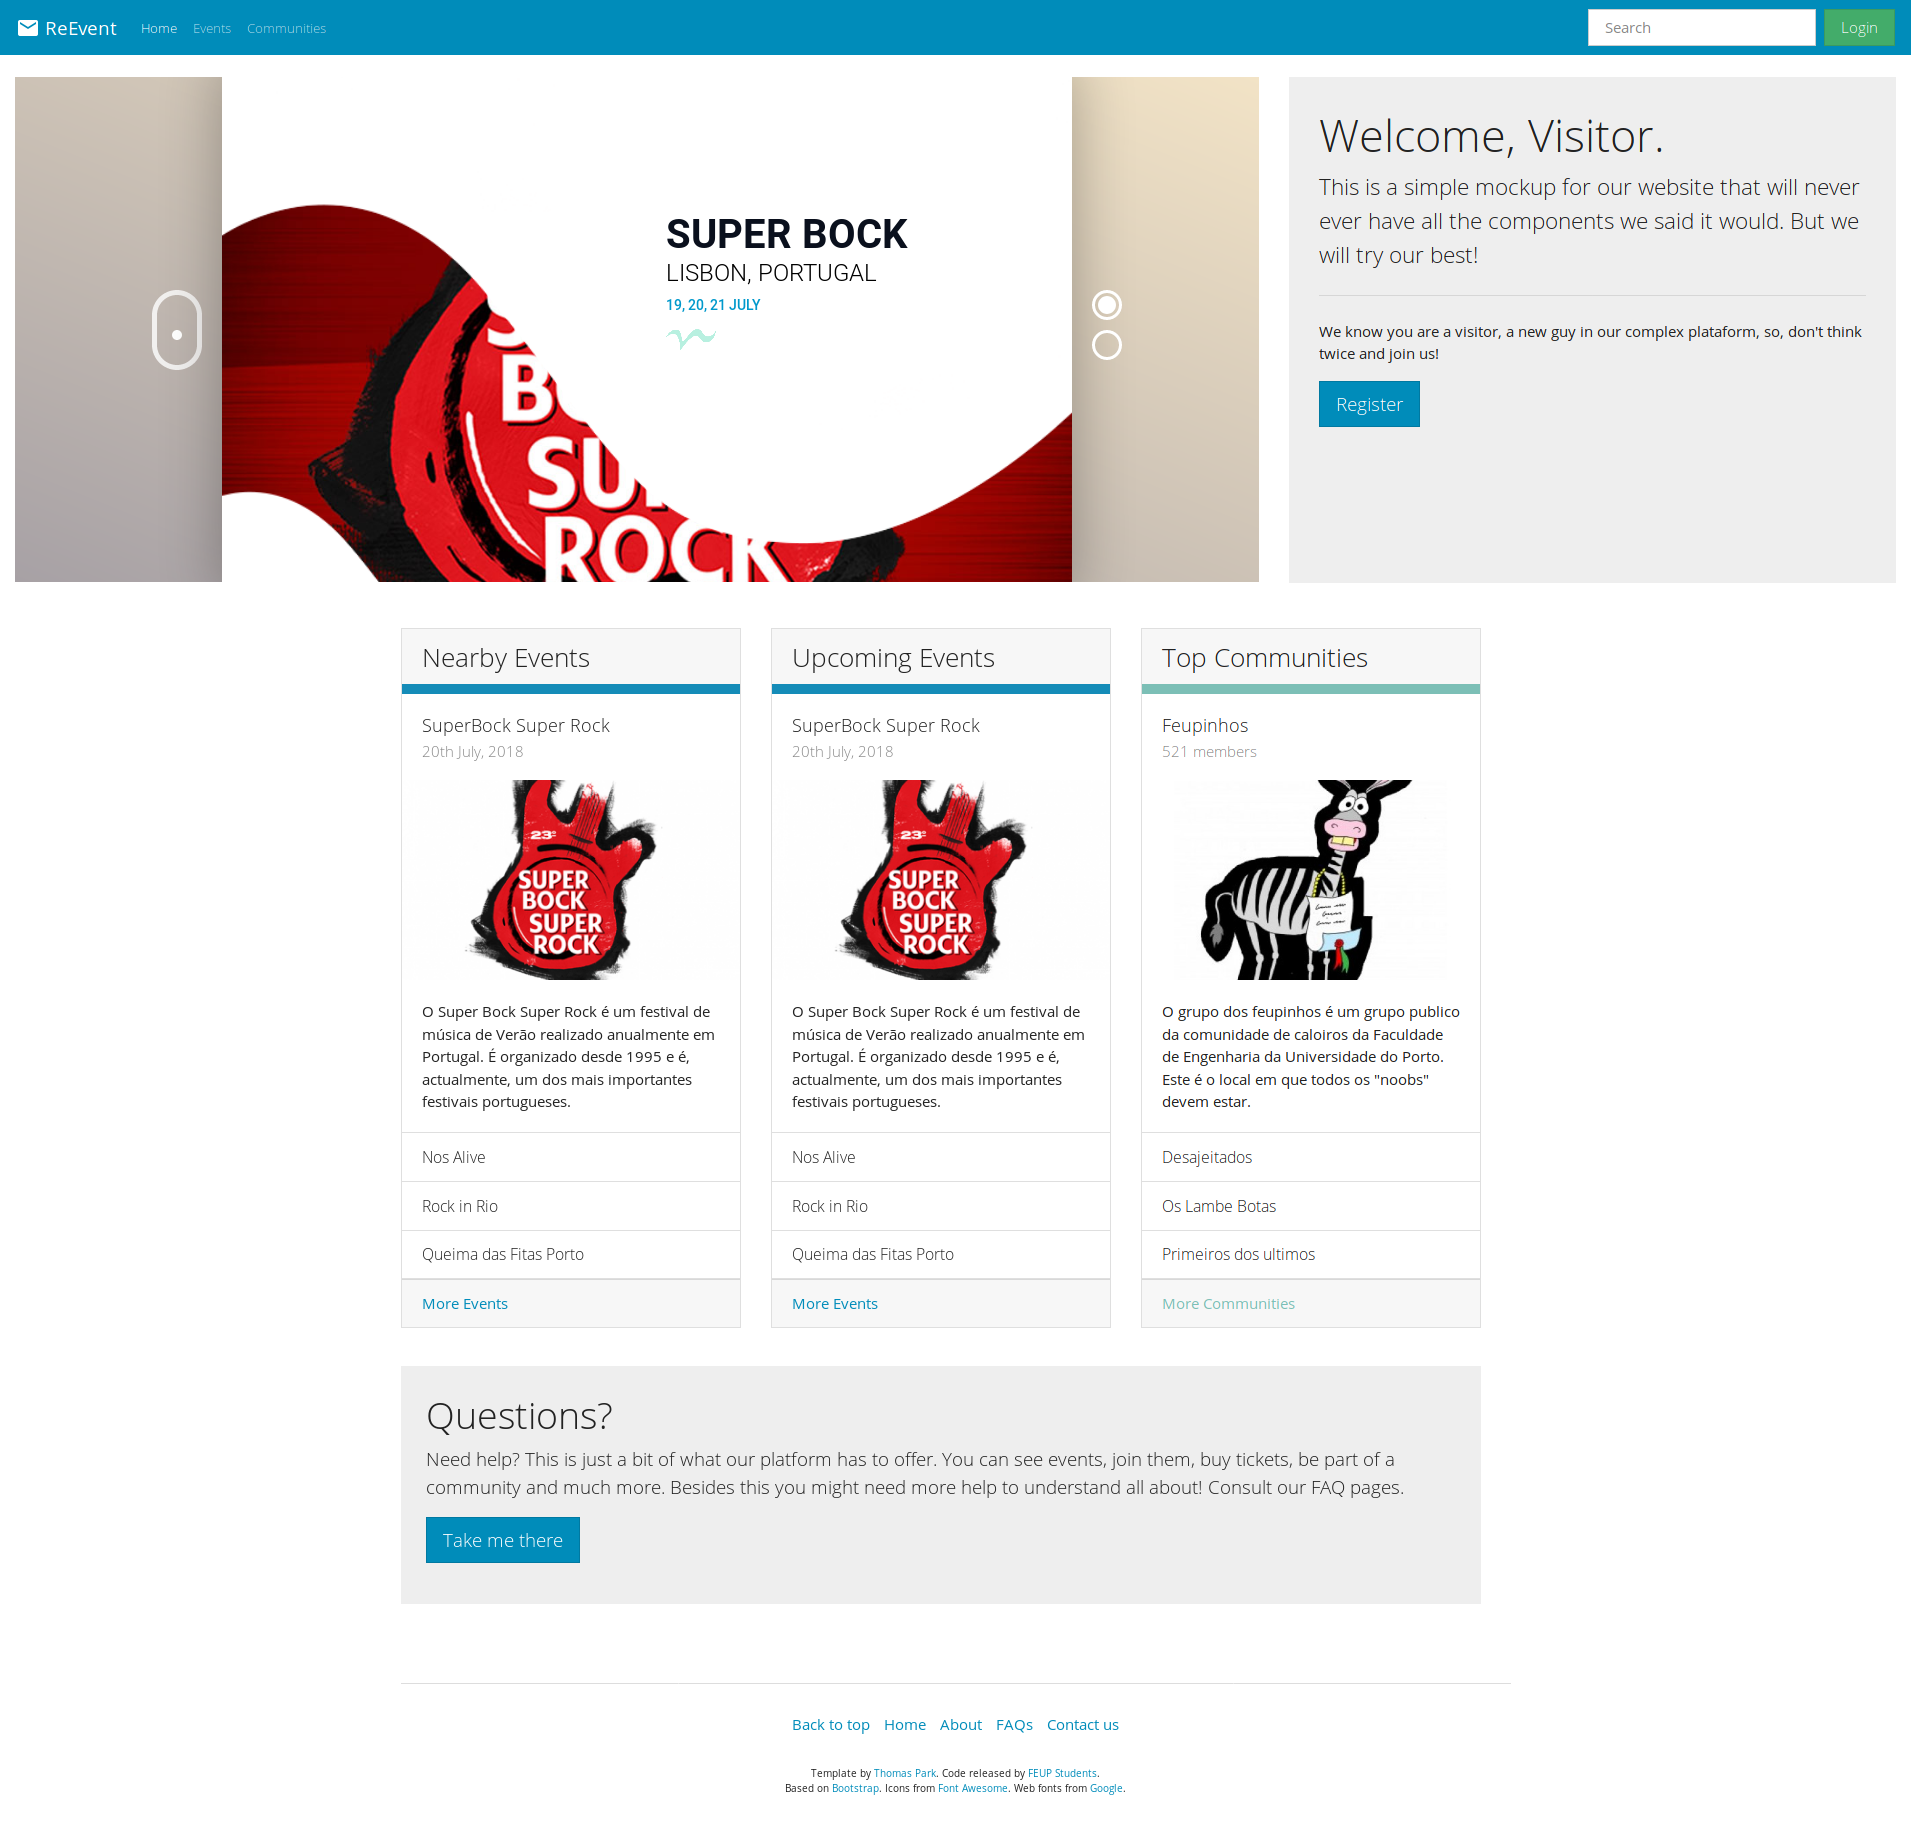 ReEvent Home Events Communities Search Login
SUPER BOCK
LISBON, PORTUGAL
19, 20, 21 JULY
SU
ROCK
Welcome, Visitor.
This is a simple mockup for our website that will never
ever have all the components we said it would. But we
will try our best!
We know you are a visitor, a new guy in our complex plataform, so, don't think
twice and join us!
Register
Nearby Events
SuperBock Super Rock
20th July, 2018
23º
SUPER
BOCK
SUPER
ROCK
O Super Bock Super Rock é um festival de
música de Verão realizado anualmente em
Portugal. É organizado desde 1995 e é,
actualmente, um dos mais importantes
festivais portugueses.
Nos Alive
Rock in Rio
Queima das Fitas Porto
More Events
Upcoming Events
SuperBock Super Rock
20th July, 2018
23º
SUPER
BOCK
SUPER
ROCK
O Super Bock Super Rock é um festival de
música de Verão realizado anualmente em
Portugal. É organizado desde 1995 e é,
actualmente, um dos mais importantes
festivais portugueses.
Nos Alive
Rock in Rio
Queima das Fitas Porto
More Events
Top Communities
Feupinhos
521 members
O grupo dos feupinhos é um grupo publico
da comunidade de caloiros da Faculdade
de Engenharia da Universidade do Porto.
Este é o local em que todos os "noobs"
devem estar.
Desajeitados
Os Lambe Botas
Primeiros dos ultimos
More Communities
Questions?
Need help? This is just a bit of what our platform has to offer. You can see events, join them, buy tickets, be part of a
community and much more. Besides this you might need more help to understand all about! Consult our FAQ pages.
Take me there
Back to top Home About FAQs Contact us
Template by Thomas Park. Code released by FEUP Students.
Based on Bootstrap. Icons from Font Awesome. Web fonts from Google.